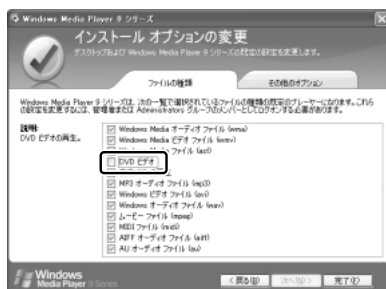 Windows Media Player 9 シリーズ
インストール オプションの変更
デスクトップおよび Windows Media Player 9 シリーズの既定の設定を変更します。
ファイルの種類
その他のオプション
Windows Media Player 9 シリーズは、次の一覧で選択されているファイルの種類の既定のプレーヤーになります。これら
の設定を変更するには、管理者または Administrators グループのメンバーとしてログオンする必要があります。
説明:
DVD ビデオの再生。
Windows Media オーディオ ファイル (wma)
Windows Media ビデオ ファイル (wmv)
ファイル (asf)
DVD ビデオ
MP3 オーディオ ファイル (mp3)
Windows ビデオ ファイル (avi)
Windows オーディオ ファイル (wav)
ムービー ファイル (mpeg)
MIDI ファイル (midi)
AIFF オーディオ ファイル (aiff)
AU オーディオ ファイル (au)
Windows
Media Player 9 Series
< 戻る(B)
次へ(N) >
完了(F)